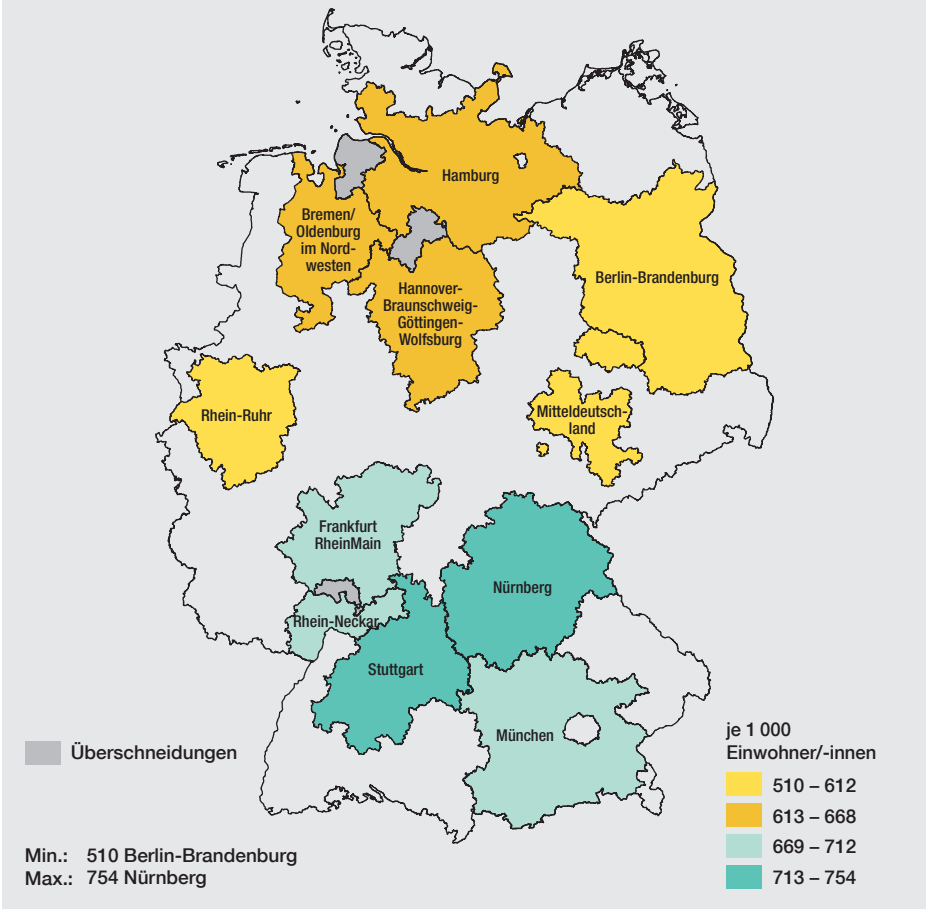 Hamburg
Bremen/
Oldenburg
im Nord-
westen
Hannover-
Braunschweig-
Göttingen-
Wolfsburg
Berlin-Brandenburg
Rhein-Ruhr
Mitteldeutsch-
land
Frankfurt
RheinMain
Nürnberg
Rhein-Neckar
Stuttgart
München
Überschneidungen
je 1 000
Einwohner/-innen
510 – 612
613 – 668
669 – 712
713 – 754
Min.: 510 Berlin-Brandenburg
Max.: 754 Nürnberg